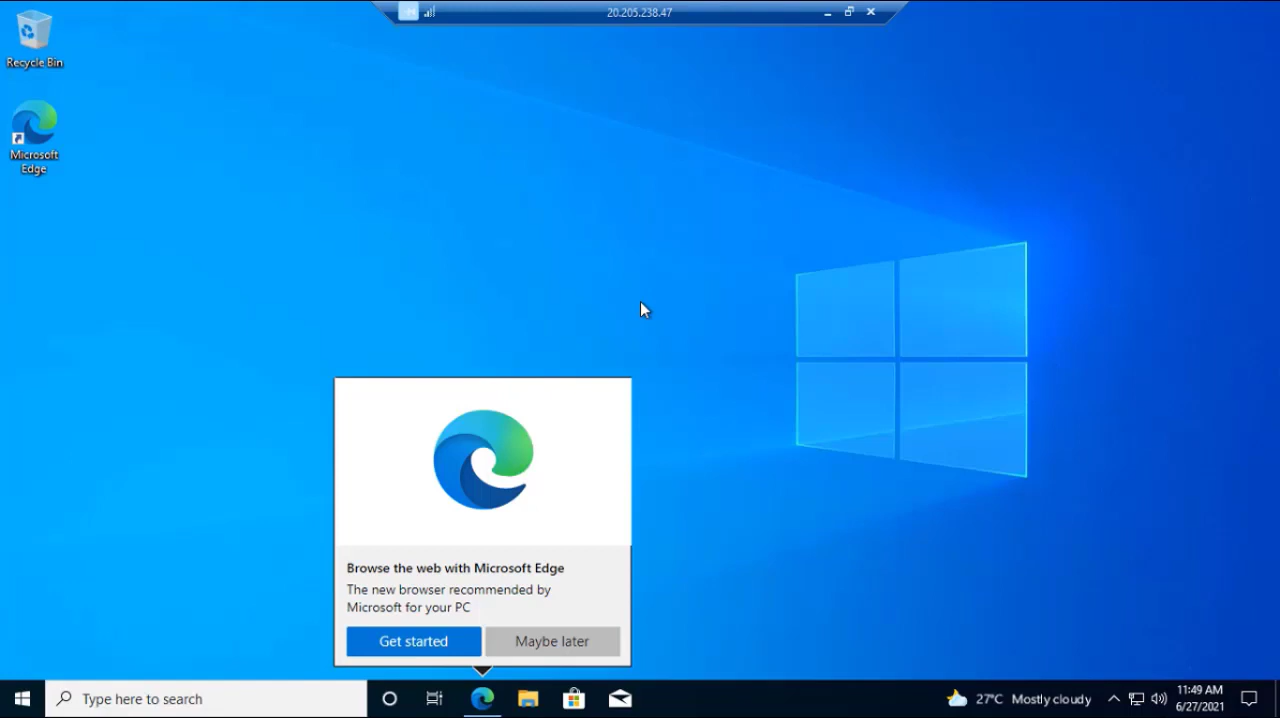 20.205.238.47
Recycle Bin
Microsoft
Edge
Browse the web with Microsoft Edge
The new browser recommended by
Microsoft for your PC
Get started
Maybe later
Type here to search
27°C Mostly cloudy
11:49 AM
6/27/2021